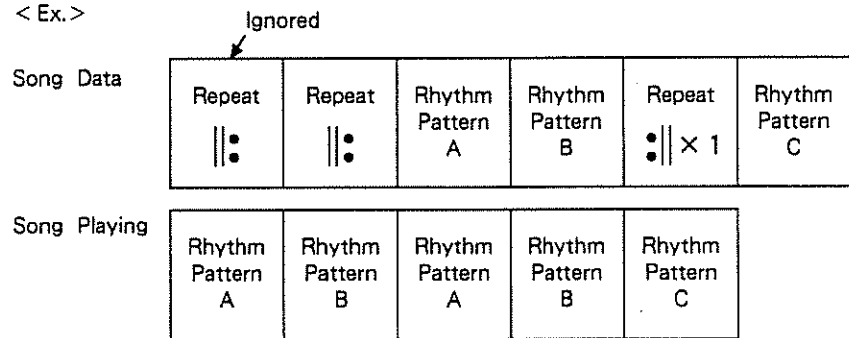 < Ex. >
Ignored
Song Data
Repeat
Repeat
Rhythm
Pattern
A
Rhythm
Pattern
B
Repeat
× 1
Rhythm
Pattern
C
Song Playing
Rhythm
Pattern
A
Rhythm
Pattern
B
Rhythm
Pattern
A
Rhythm
Pattern
B
Rhythm
Pattern
C